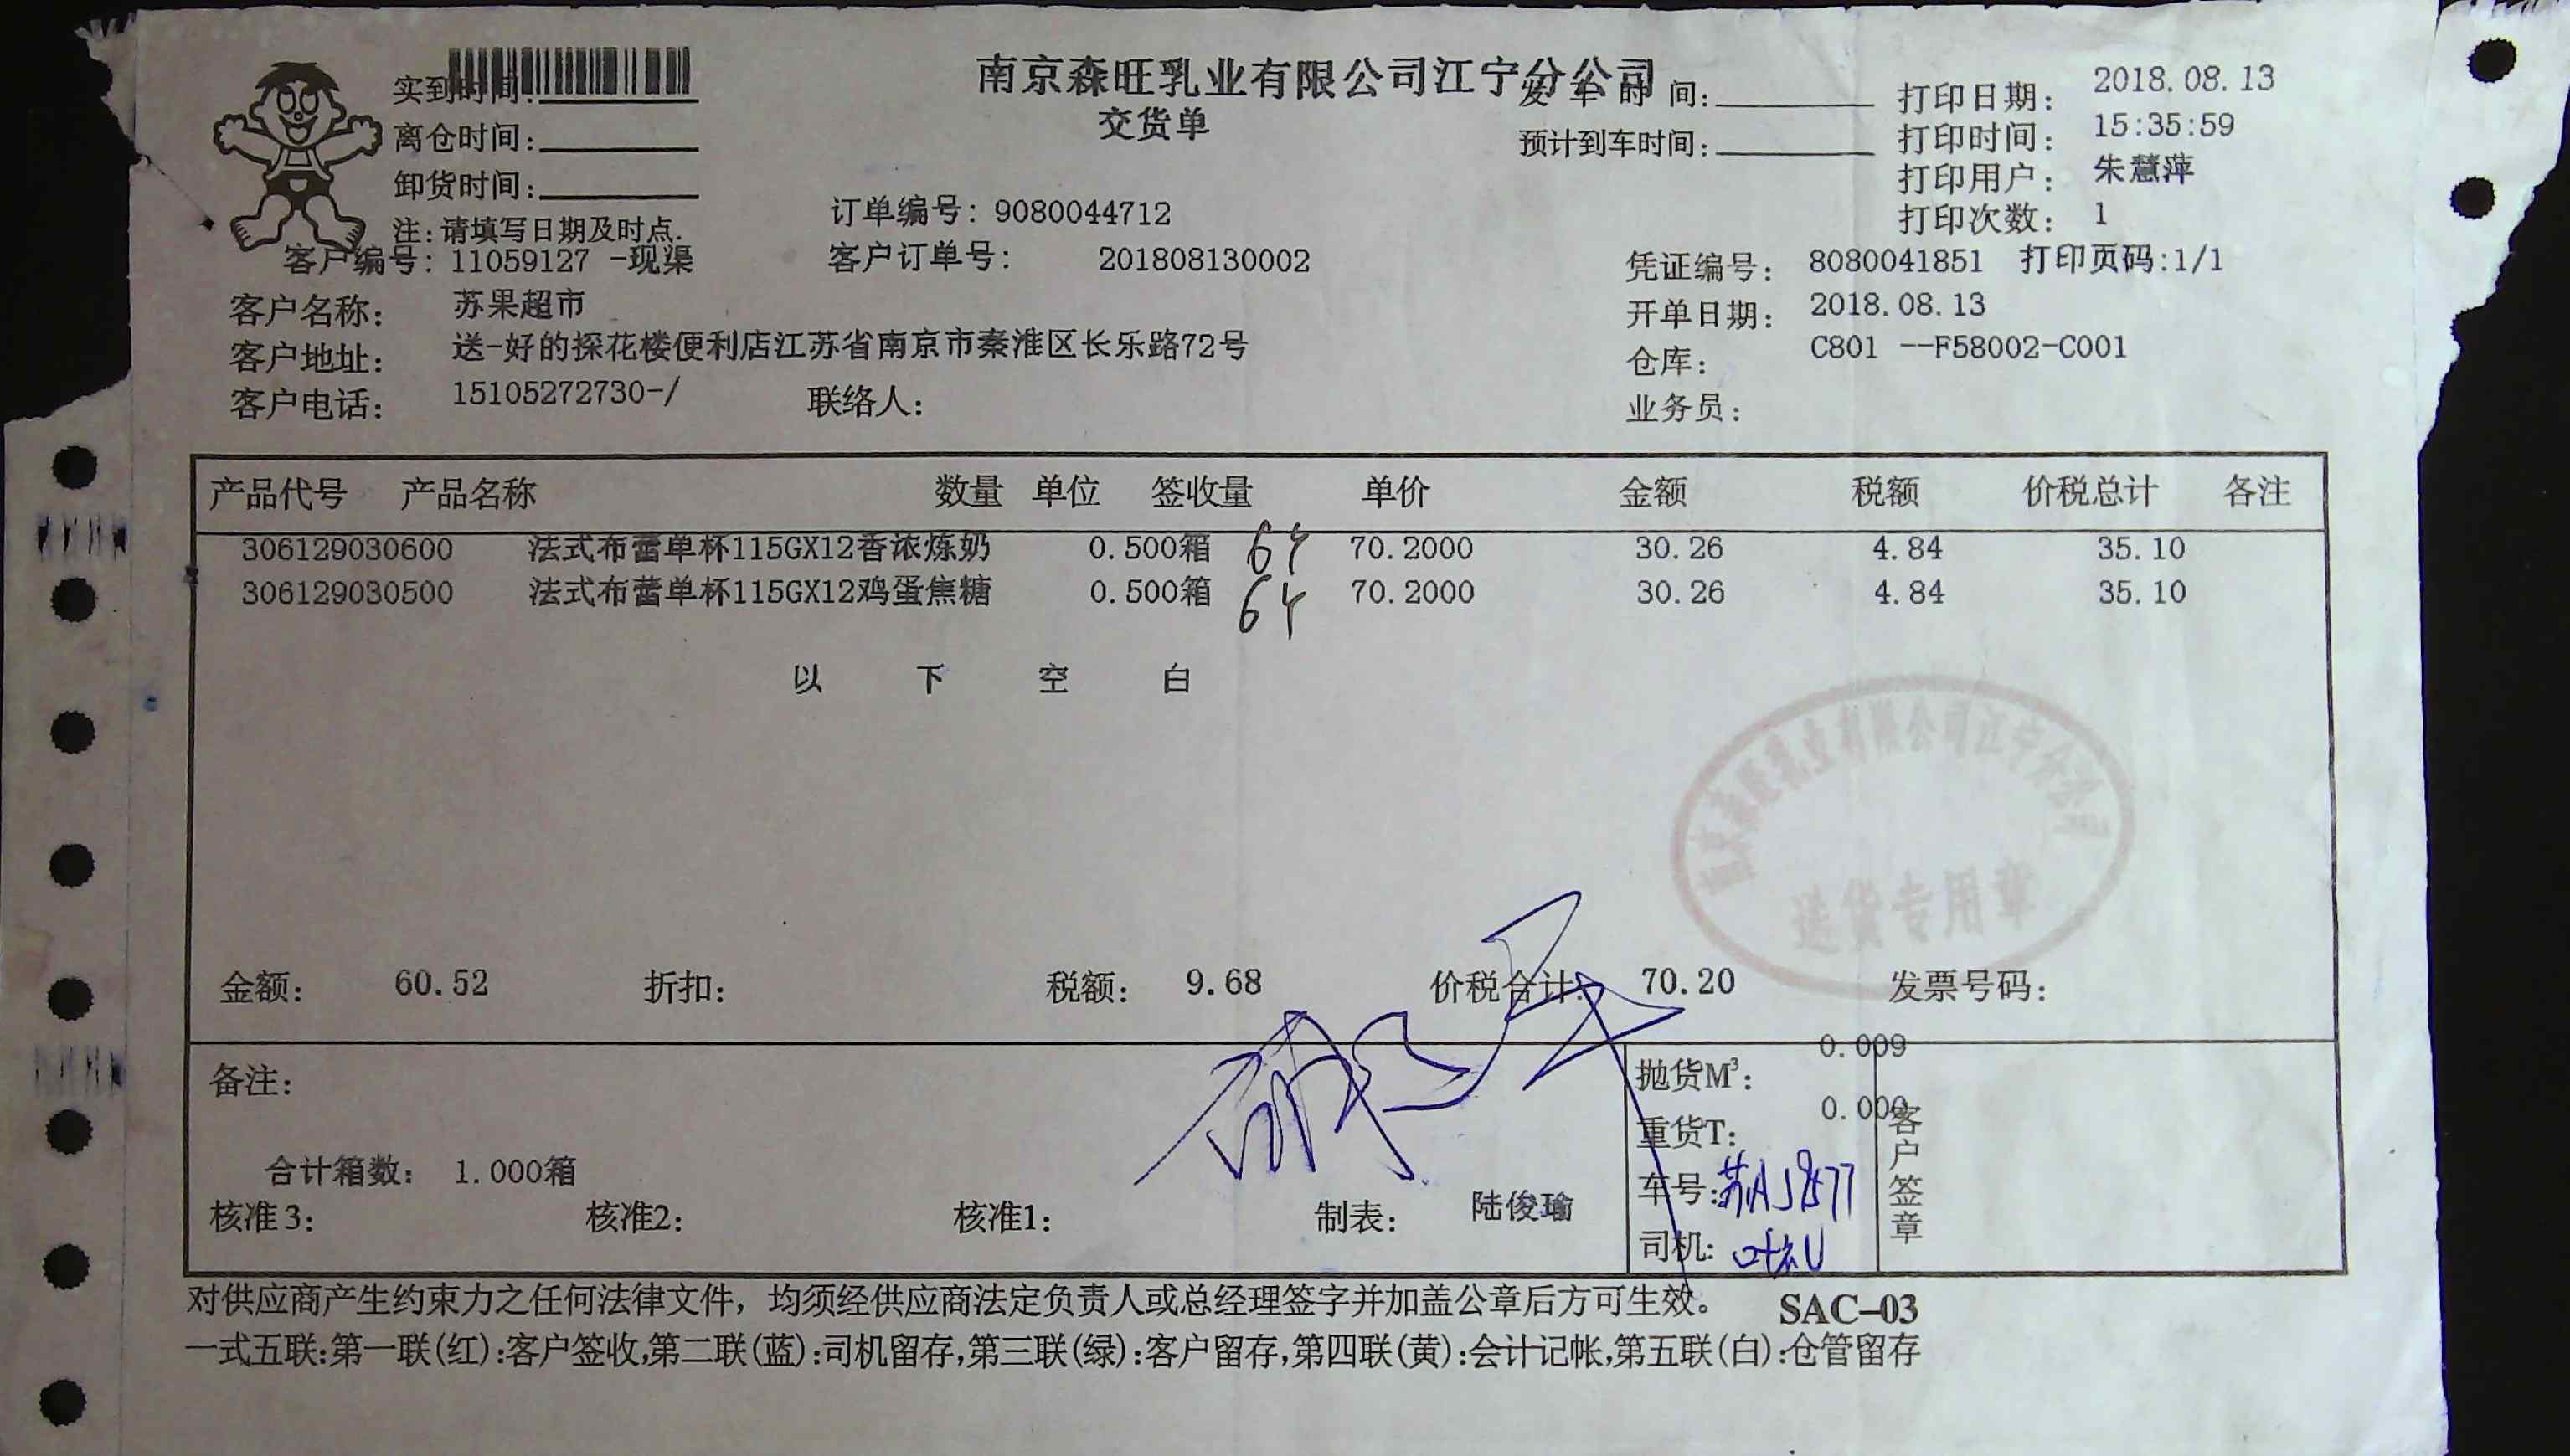 南京森旺乳业有限公司江宁分公司
交货单
实到时间:
离仓时间:
卸货时间:
注:请填写日期及时点.
发车时间:
预计到车时间:
打印日期: 2018.08.13
打印时间: 15:35:59
打印用户: 朱慧萍
打印次数: 1
订单编号: 9080044712
客户编号: 11059127 -现渠 客户订单号: 201808130002 凭证编号: 8080041851 打印页码:1/1
客户名称: 苏果超市 开单日期: 2018.08.13
客户地址: 送-好的探花楼便利店江苏省南京市秦淮区长乐路72号 仓库: C801 --F58002-C001
客户电话: 15105272730-/ 联络人: 业务员:
产品代号 产品名称 数量 单位 签收量 单价 金额 税额 价税总计 各注
306129030600 法式布蕾单杯115GX12香浓炼奶 0.500箱 70.2000 30.26 4.84 35.10
306129030500 法式布蕾单杯115GX12鸡蛋焦糖 0.500箱 70.2000 30.26 4.84 35.10
以下空白
送货专用章
金额: 60.52 折扣: 税额: 9.68 价税合计: 70.20 发票号码:
备注:
合计箱数: 1.000箱
核准3: 核准2: 核准1: 制表: 陆俊瑜
抛货M³: 0.009
重货T: 0.000
车号:
司机:
客户签章
对供应商产生约束力之任何法律文件，均须经供应商法定负责人或总经理签字并加盖公章后方可生效。 SAC-03
一式五联:第一联(红):客户签收,第二联(蓝):司机留存,第三联(绿):客户留存,第四联(黄):会计记帐,第五联(白):仓管留存